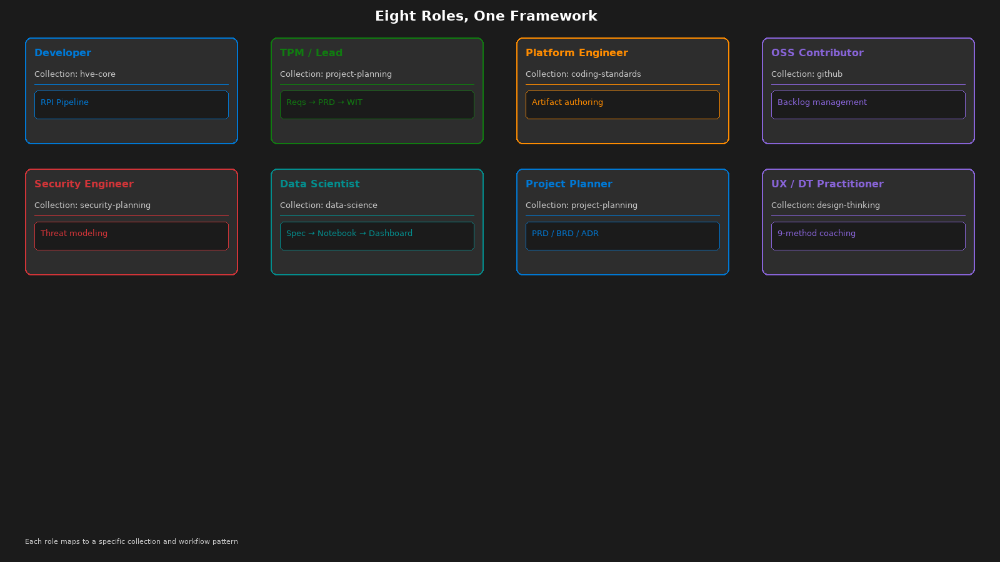 Eight Roles, One Framework
Developer
Collection: hve-core
RPI Pipeline
TPM / Lead
Collection: project-planning
Reqs → PRD → WIT
Platform Engineer
Collection: coding-standards
Artifact authoring
OSS Contributor
Collection: github
Backlog management
Security Engineer
Collection: security-planning
Threat modeling
Data Scientist
Collection: data-science
Spec → Notebook → Dashboard
Project Planner
Collection: project-planning
PRD / BRD / ADR
UX / DT Practitioner
Collection: design-thinking
9-method coaching
Each role maps to a specific collection and workflow pattern